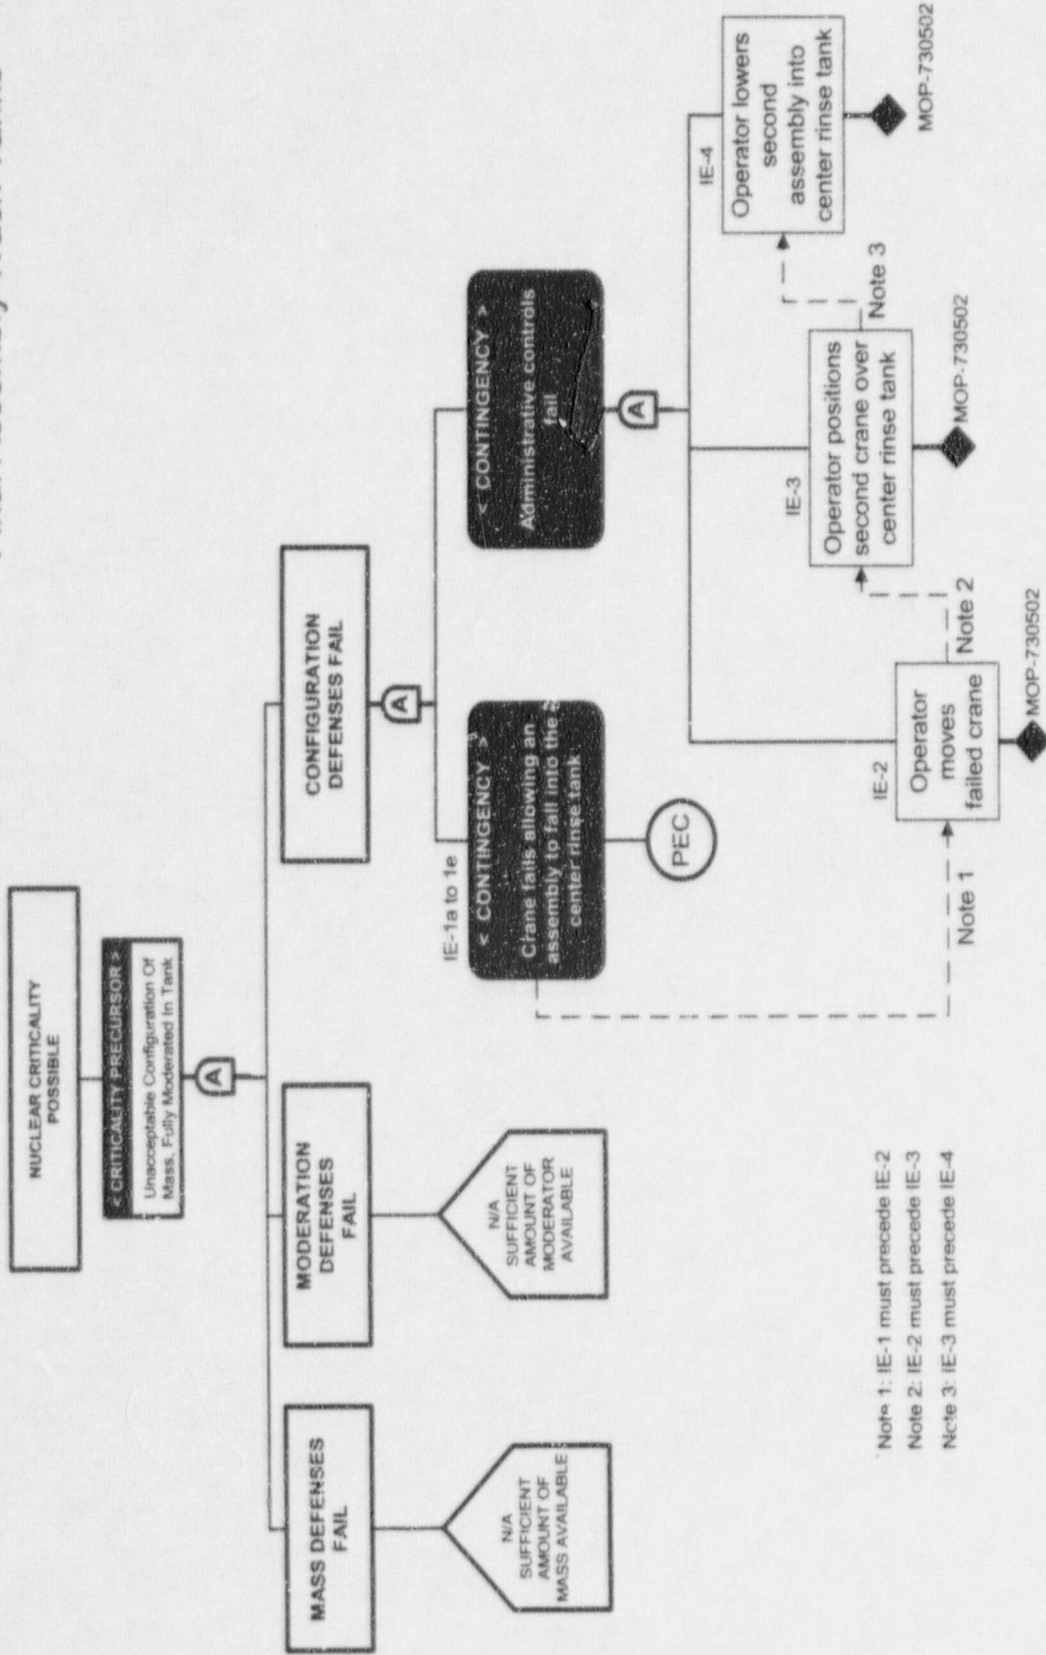 NUCLEAR CRITICALITY
POSSIBLE
< CRITICALITY PRECURSOR >
Unacceptable Configuration Of
Mass, Fully Moderated In Tank
A
MASS DEFENSES
FAIL
N/A
SUFFICIENT
AMOUNT OF
MASS AVAILABLE
MODERATION
DEFENSES
FAIL
N/A
SUFFICIENT
AMOUNT OF
MODERATOR
AVAILABLE
CONFIGURATION
DEFENSES FAIL
A
IE-1a to 1e
< CONTINGENCY >
Crane fails allowing an
assembly to fall into the
center rinse tank
PEC
< CONTINGENCY >
Administrative controls
fail
A
Note 1
IE-2
Operator
moves
failed crane
MOP-730502
Note 2
IE-3
Operator positions
second crane over
center rinse tank
MOP-730502
Note 3
IE-4
Operator lowers
second
assembly into
center rinse tank
MOP-730502
Note 1: IE-1 must precede IE-2
Note 2: IE-2 must precede IE-3
Note 3: IE-3 must precede IE-4